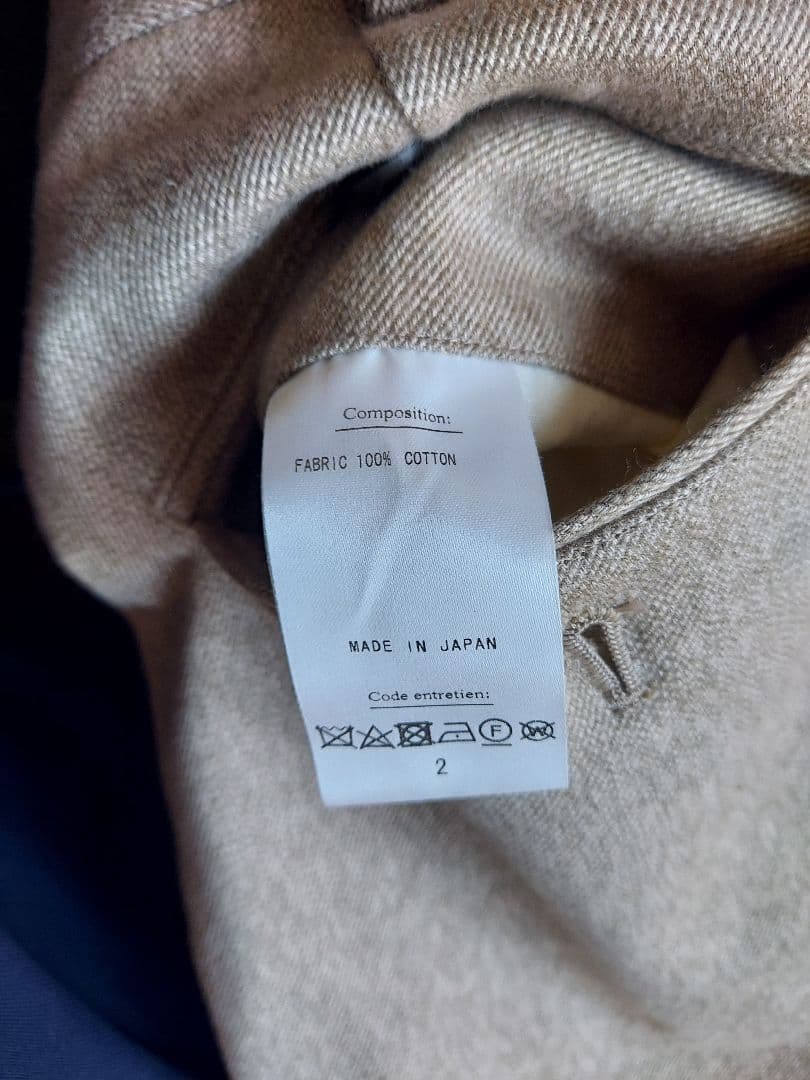 Composition:
FABRIC 100% COTTON
MADE IN JAPAN
Code entretien:
F W
2